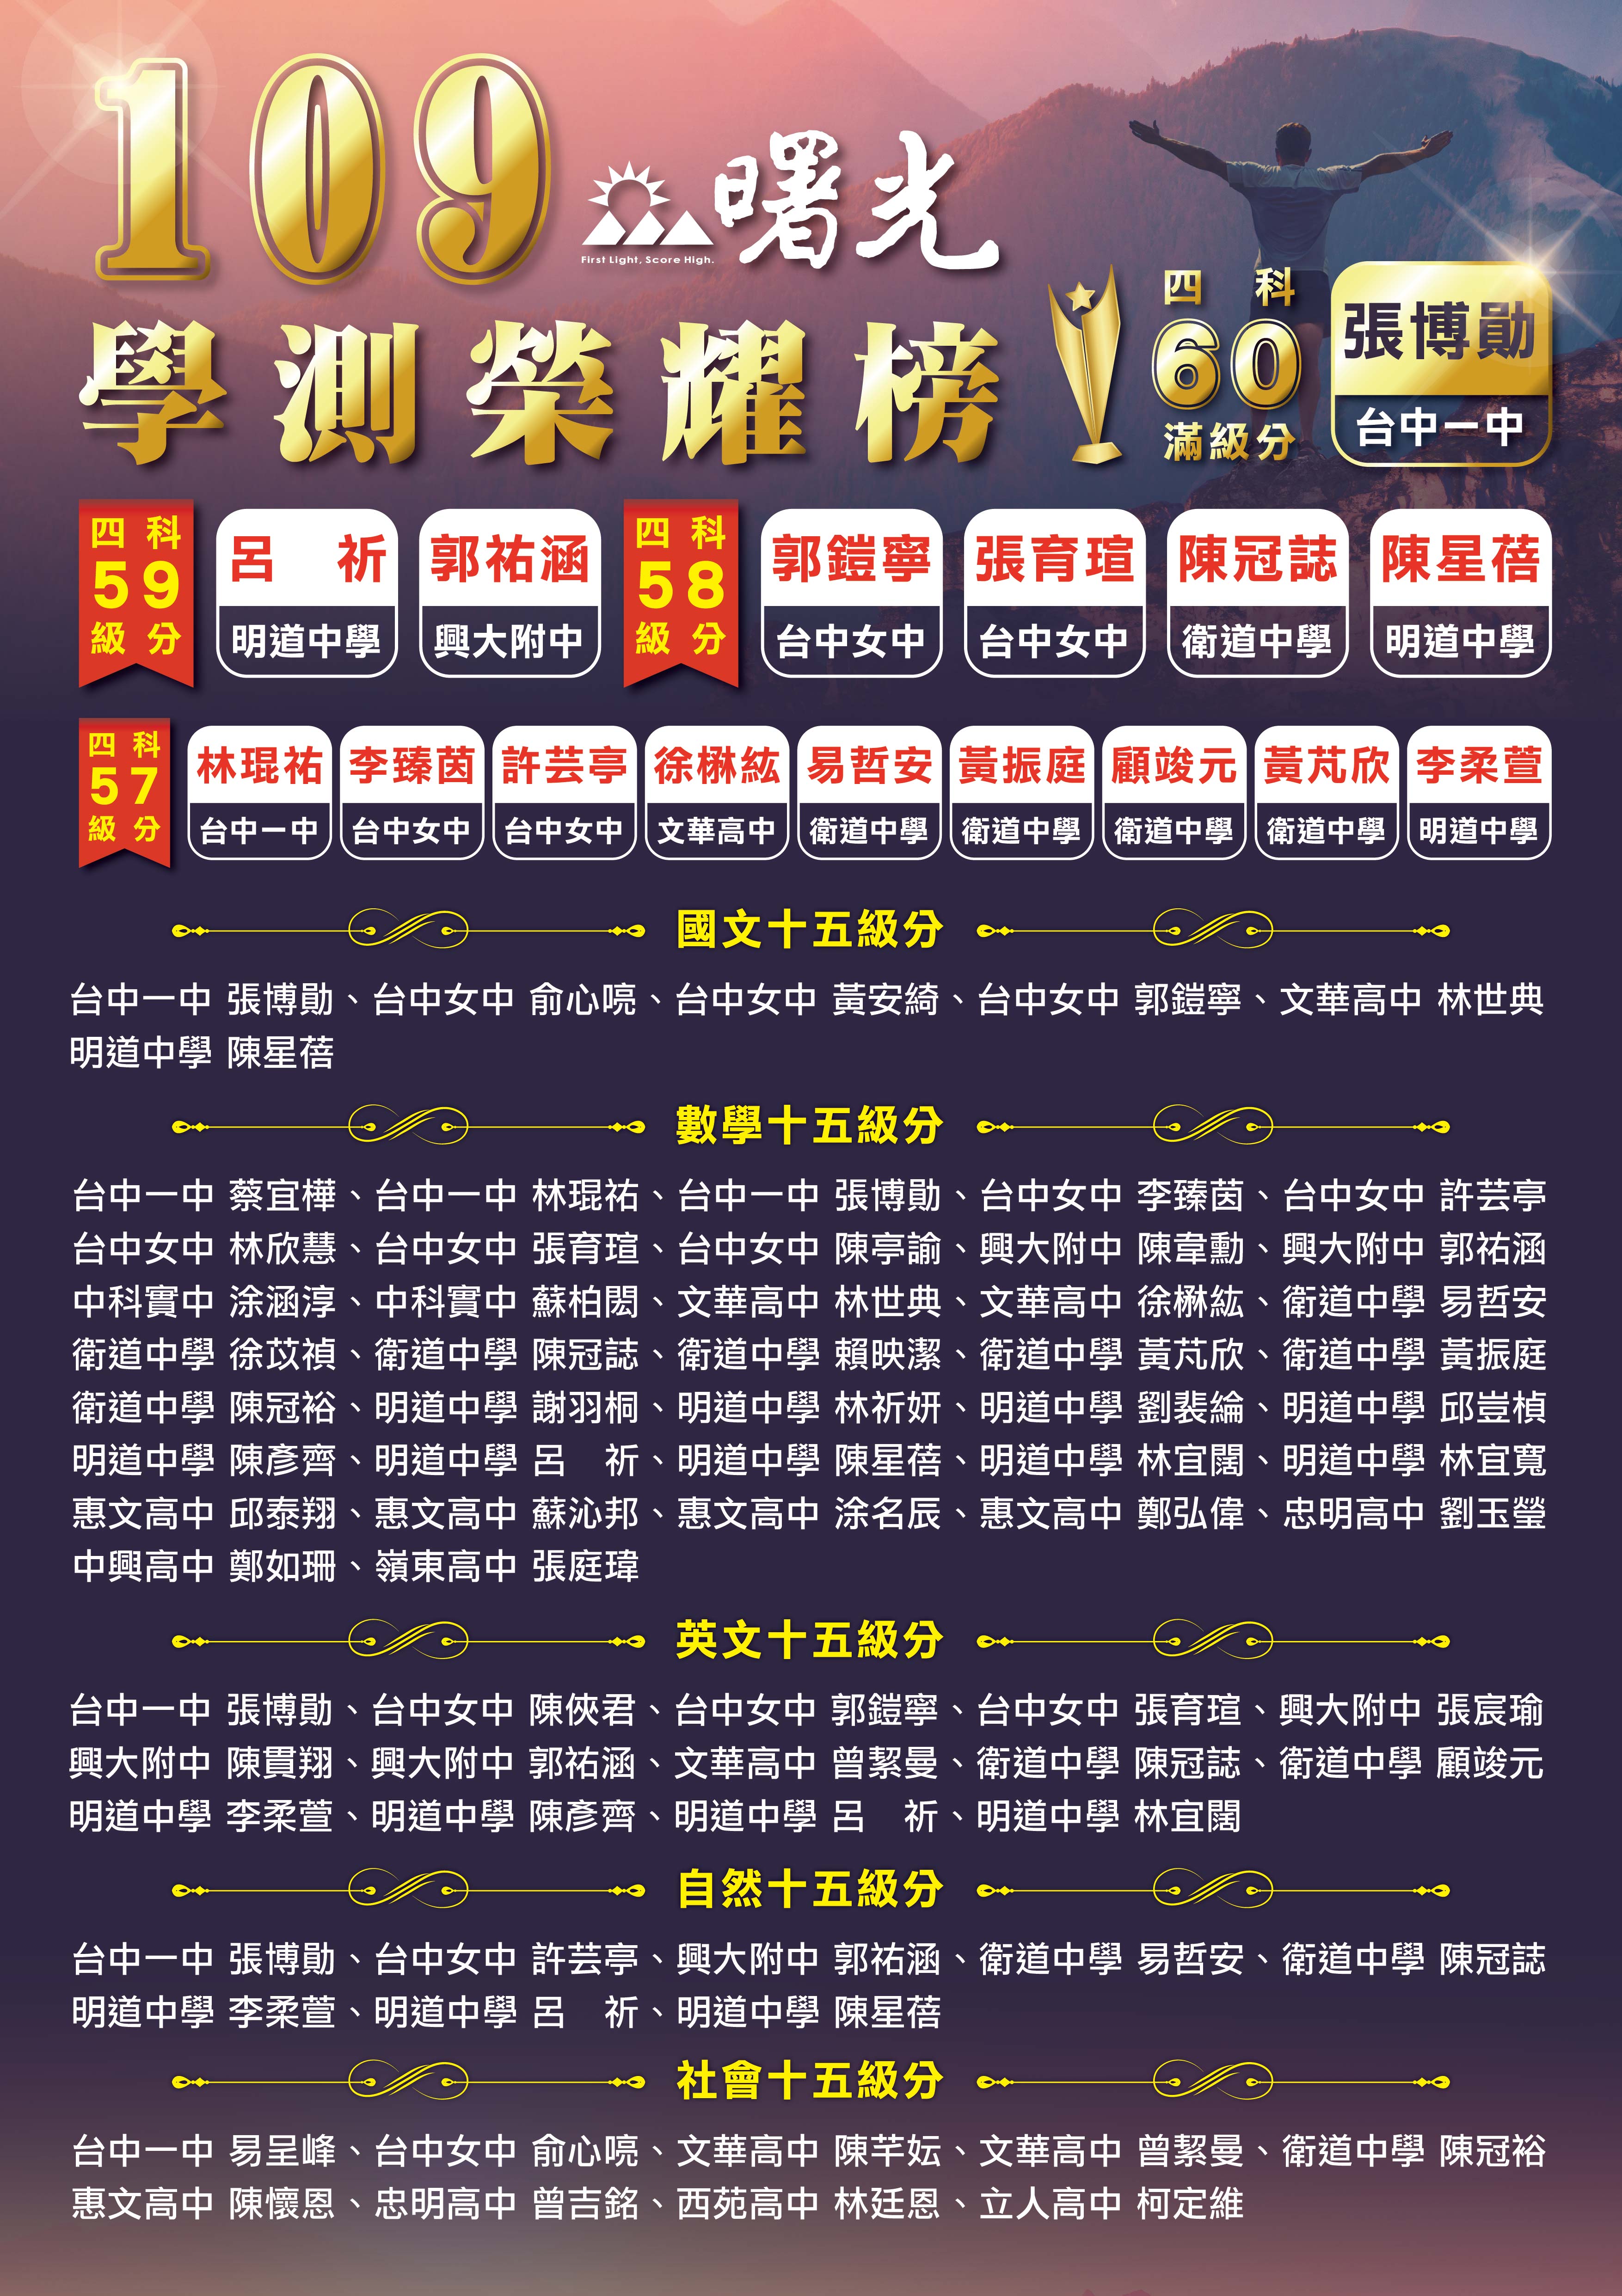 109
曙光
First Light, Score High.
學測榮耀榜
四科
60
滿級分
張博勛
台中一中
四科
59
級分
呂 祈
明道中學
郭祐涵
興大附中
四科
58
級分
郭鎧寧
台中女中
張育瑄
台中女中
陳冠誌
衛道中學
陳星蓓
明道中學
四科
57
級分
林琨祐
台中一中
李臻茵
台中女中
許芸亭
台中女中
徐楙紘
文華高中
易哲安
衛道中學
黃振庭
衛道中學
顧竣元
衛道中學
黃芃欣
衛道中學
李柔萱
明道中學
國文十五級分
台中一中 張博勛、台中女中 俞心喨、台中女中 黃安綺、台中女中 郭鎧寧、文華高中 林世典
明道中學 陳星蓓
數學十五級分
台中一中 蔡宜樺、台中一中 林琨祐、台中一中 張博勛、台中女中 李臻茵、台中女中 許芸亭
台中女中 林欣慧、台中女中 張育瑄、台中女中 陳亭諭、興大附中 陳韋勳、興大附中 郭祐涵
中科實中 涂涵淳、中科實中 蘇柏閎、文華高中 林世典、文華高中 徐楙紘、衛道中學 易哲安
衛道中學 徐苡禎、衛道中學 陳冠誌、衛道中學 賴映潔、衛道中學 黃芃欣、衛道中學 黃振庭
衛道中學 陳冠裕、明道中學 謝羽桐、明道中學 林祈妍、明道中學 劉裴綸、明道中學 邱豈楨
明道中學 陳彥齊、明道中學 呂 祈、明道中學 陳星蓓、明道中學 林宜闊、明道中學 林宜寬
惠文高中 邱泰翔、惠文高中 蘇沁邦、惠文高中 涂名辰、惠文高中 鄭弘偉、忠明高中 劉玉瑩
中興高中 鄭如珊、嶺東高中 張庭瑋
英文十五級分
台中一中 張博勛、台中女中 陳俠君、台中女中 郭鎧寧、台中女中 張育瑄、興大附中 張宸瑜
興大附中 陳貫翔、興大附中 郭祐涵、文華高中 曾絜曼、衛道中學 陳冠誌、衛道中學 顧竣元
明道中學 李柔萱、明道中學 陳彥齊、明道中學 呂 祈、明道中學 林宜闊
自然十五級分
台中一中 張博勛、台中女中 許芸亭、興大附中 郭祐涵、衛道中學 易哲安、衛道中學 陳冠誌
明道中學 李柔萱、明道中學 呂 祈、明道中學 陳星蓓
社會十五級分
台中一中 易呈峰、台中女中 俞心喨、文華高中 陳芊妘、文華高中 曾絜曼、衛道中學 陳冠裕
惠文高中 陳懷恩、忠明高中 曾吉銘、西苑高中 林廷恩、立人高中 柯定維